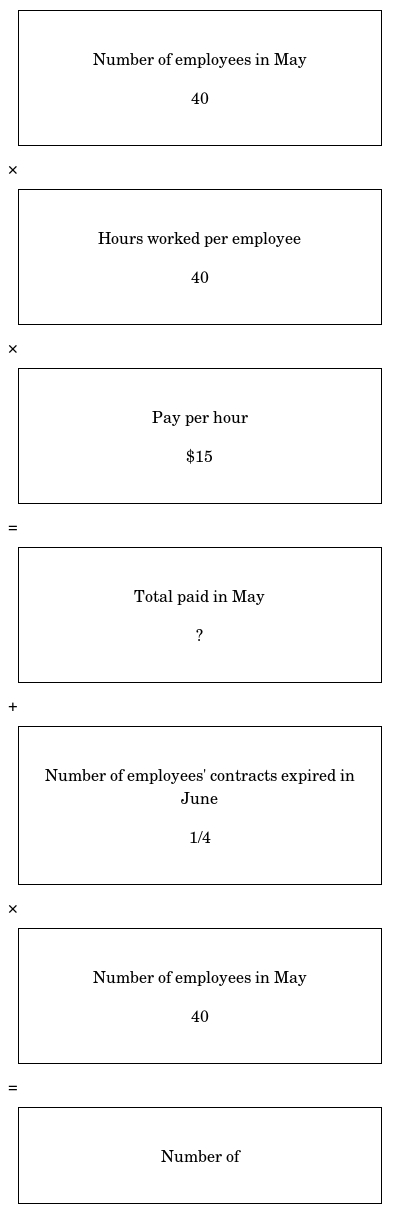 Number of employees in May
40
×
Hours worked per employee
40
×
Pay per hour
$15
=
Total paid in May
?
+
Number of employees' contracts expired in
June
1/4
×
Number of employees in May
40
=
Number of